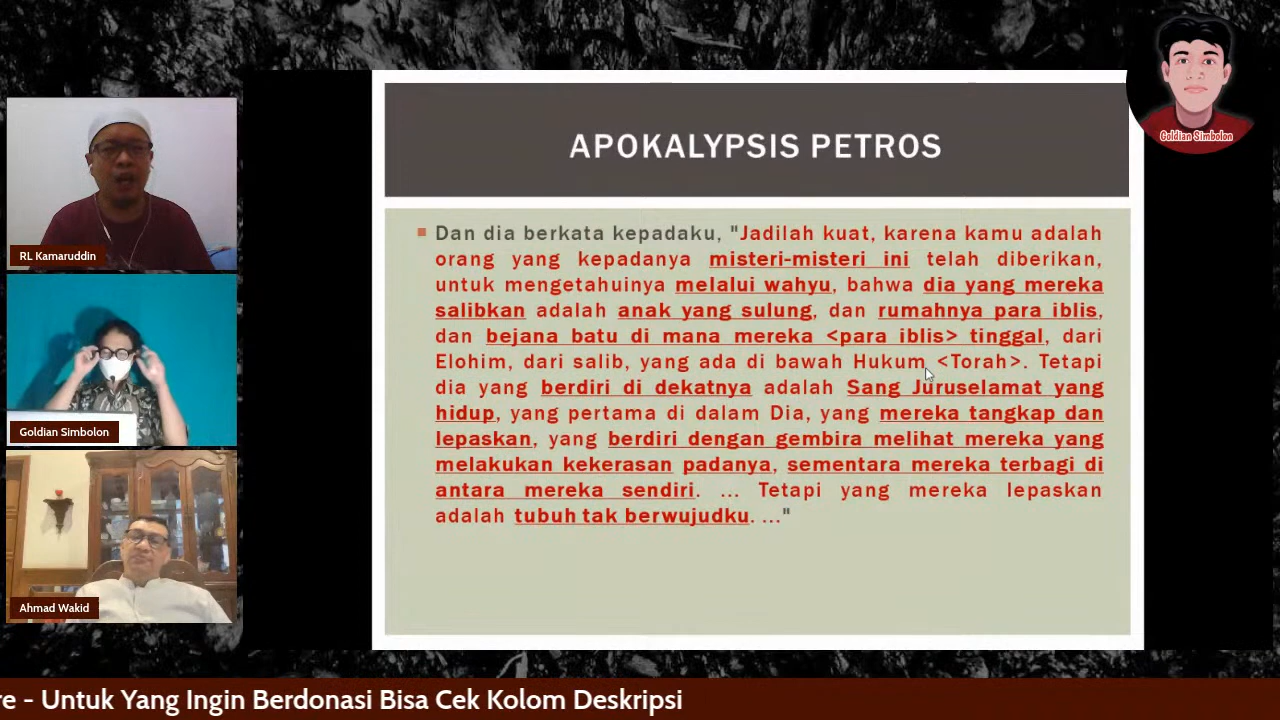 Goldian Simbolon
RL Kamaruddin
Goldian Simbolon
Ahmad Wakid
APOKALYPSIS PETROS
Dan dia berkata kepadaku, "Jadilah kuat, karena kamu adalah
orang yang kepadanya misteri-misteri ini telah diberikan,
untuk mengetahuinya melalui wahyu, bahwa dia yang mereka
salibkan adalah anak yang sulung, dan rumahnya para iblis,
dan bejana batu di mana mereka <para iblis> tinggal, dari
Elohim, dari salib, yang ada di bawah Hukum <Torah>. Tetapi
dia yang berdiri di dekatnya adalah Sang Juruselamat yang
hidup, yang pertama di dalam Dia, yang mereka tangkap dan
lepaskan, yang berdiri dengan gembira melihat mereka yang
melakukan kekerasan padanya, sementara mereka terbagi di
antara mereka sendiri. ... Tetapi yang mereka lepaskan
adalah tubuh tak berwujudku. ..."
re - Untuk Yang Ingin Berdonasi Bisa Cek Kolom Deskripsi